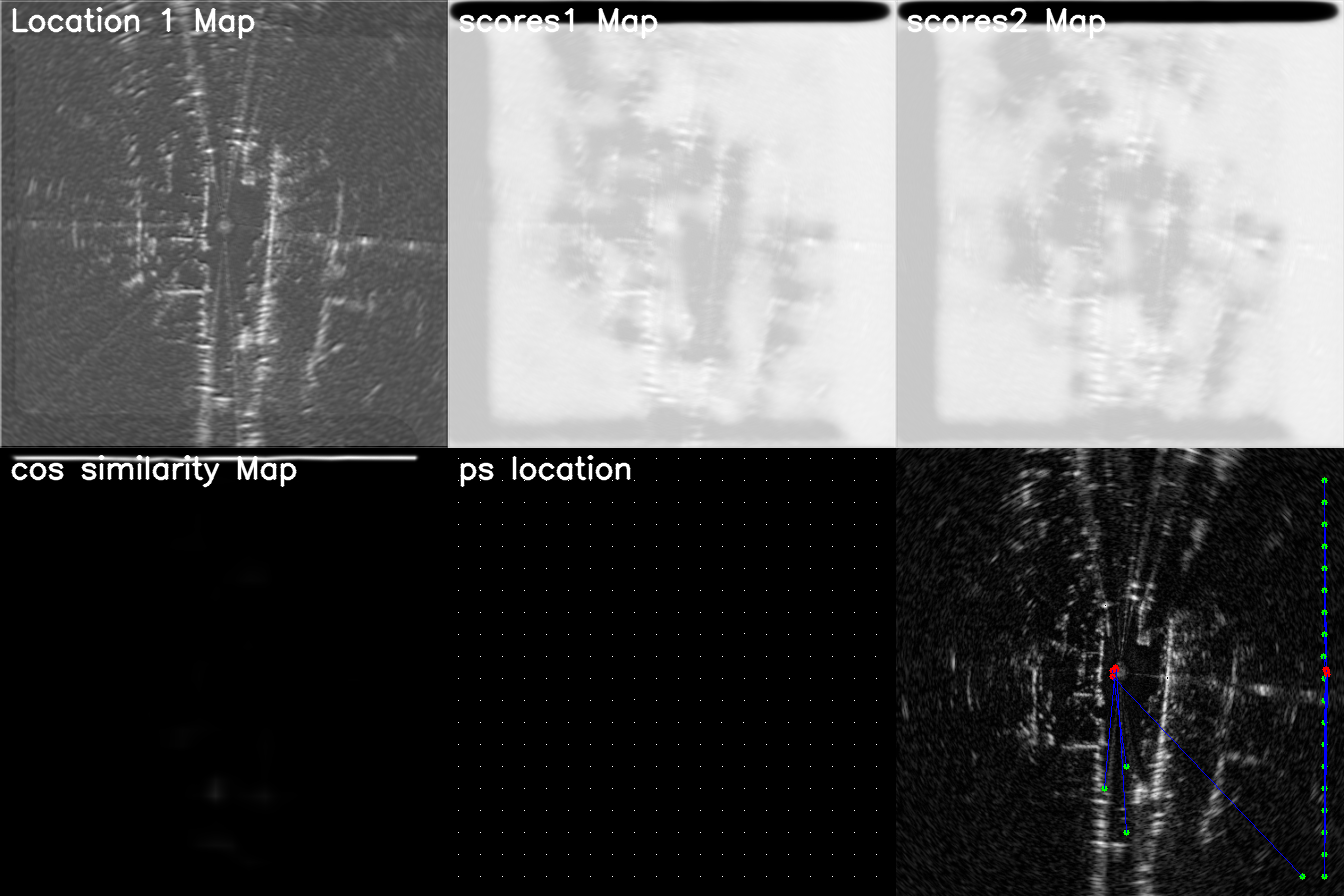 Location 1 Map
scores1 Map
scores2 Map
cos similarity Map
ps location